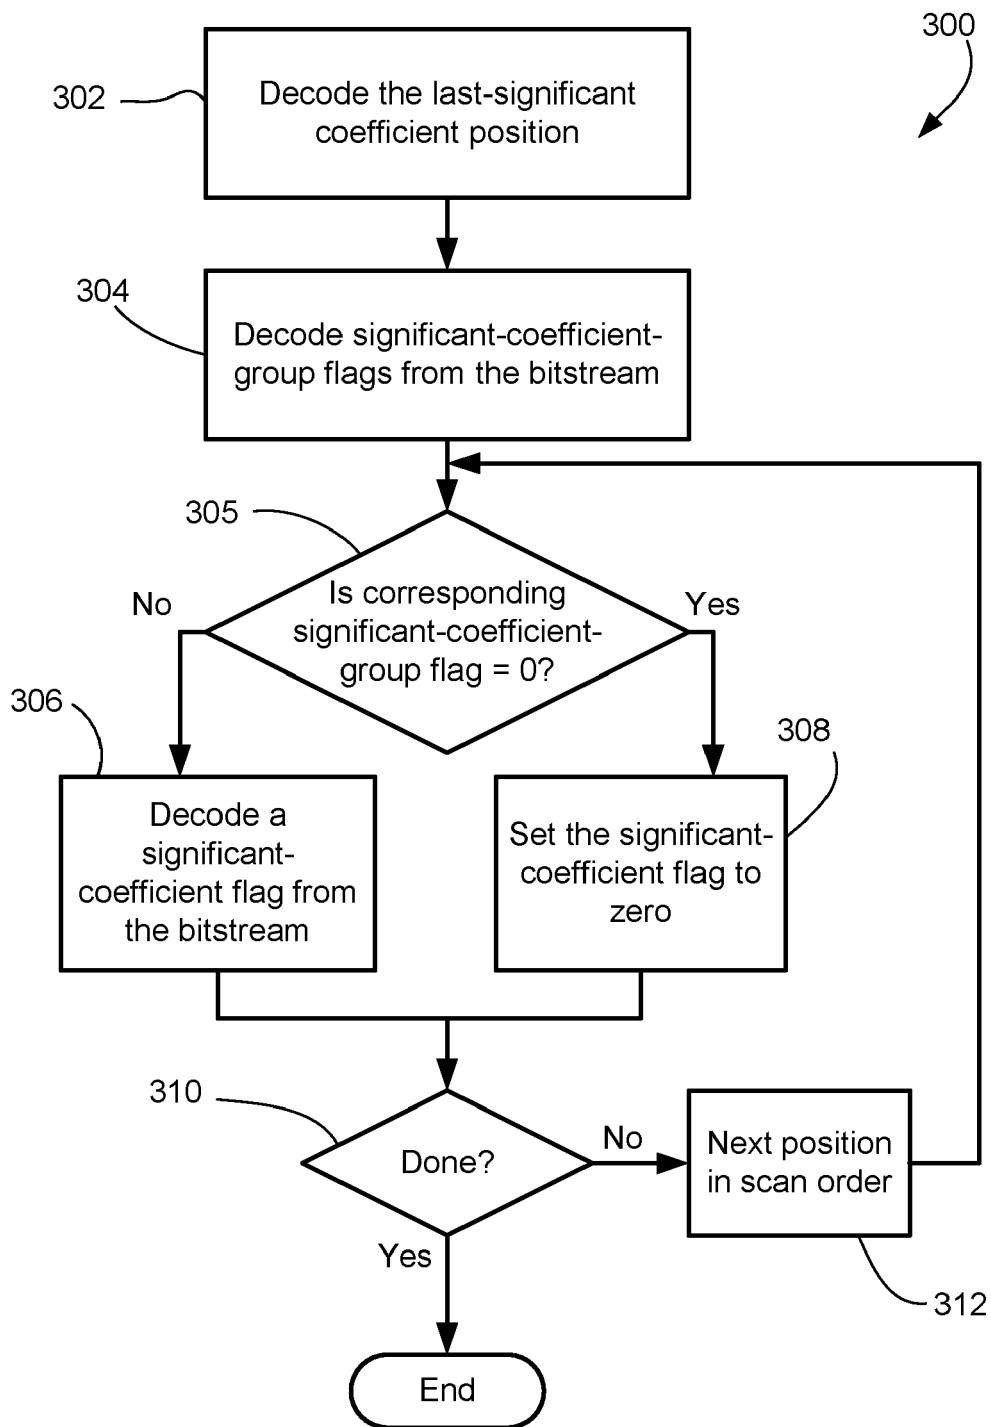 300
302
Decode the last-significant
coefficient position
304
Decode significant-coefficient-
group flags from the bitstream
305
No
Is corresponding
significant-coefficient-
group flag = 0?
Yes
306
308
Decode a
significant-
coefficient flag from
the bitstream
Set the significant-
coefficient flag to
zero
310
Done?
No
Next position
in scan order
Yes
312
End